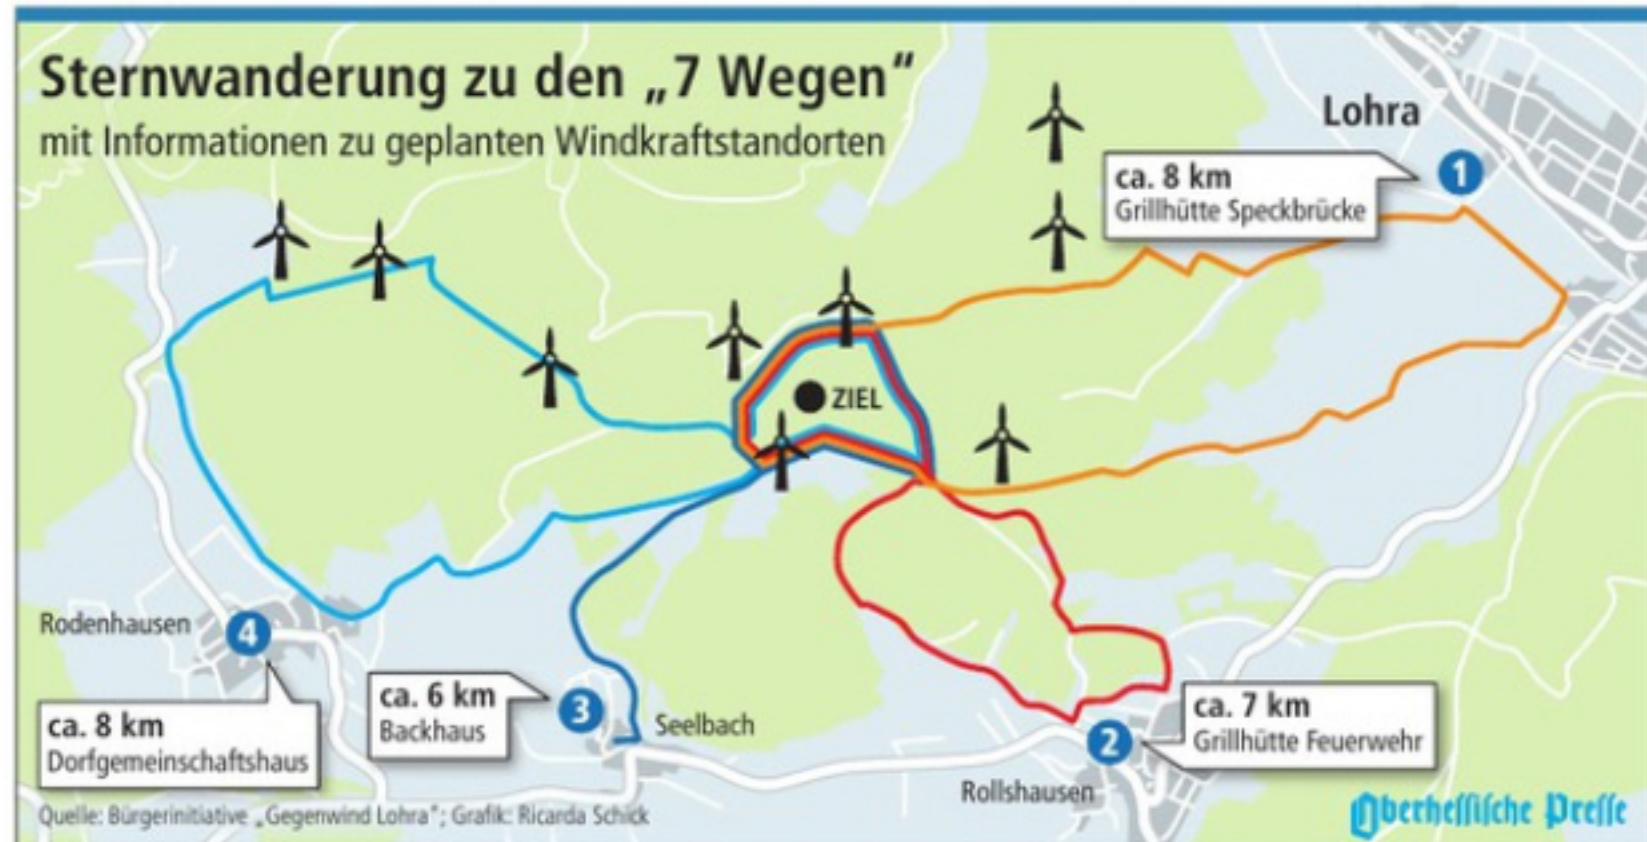 Sternwanderung zu den „7 Wegen“
mit Informationen zu geplanten Windkraftstandorten
Lohra
ca. 8 km
Grillhütte Speckbrücke
1
ZIEL
Rodenhausen
4
ca. 8 km
Dorfgemeinschaftshaus
ca. 6 km
Backhaus
3
Seelbach
ca. 7 km
Grillhütte Feuerwehr
2
Rollshausen
Quelle: Bürgerinitiative „Gegenwind Lohra“; Grafik: Ricarda Schick
Oberhessische Presse